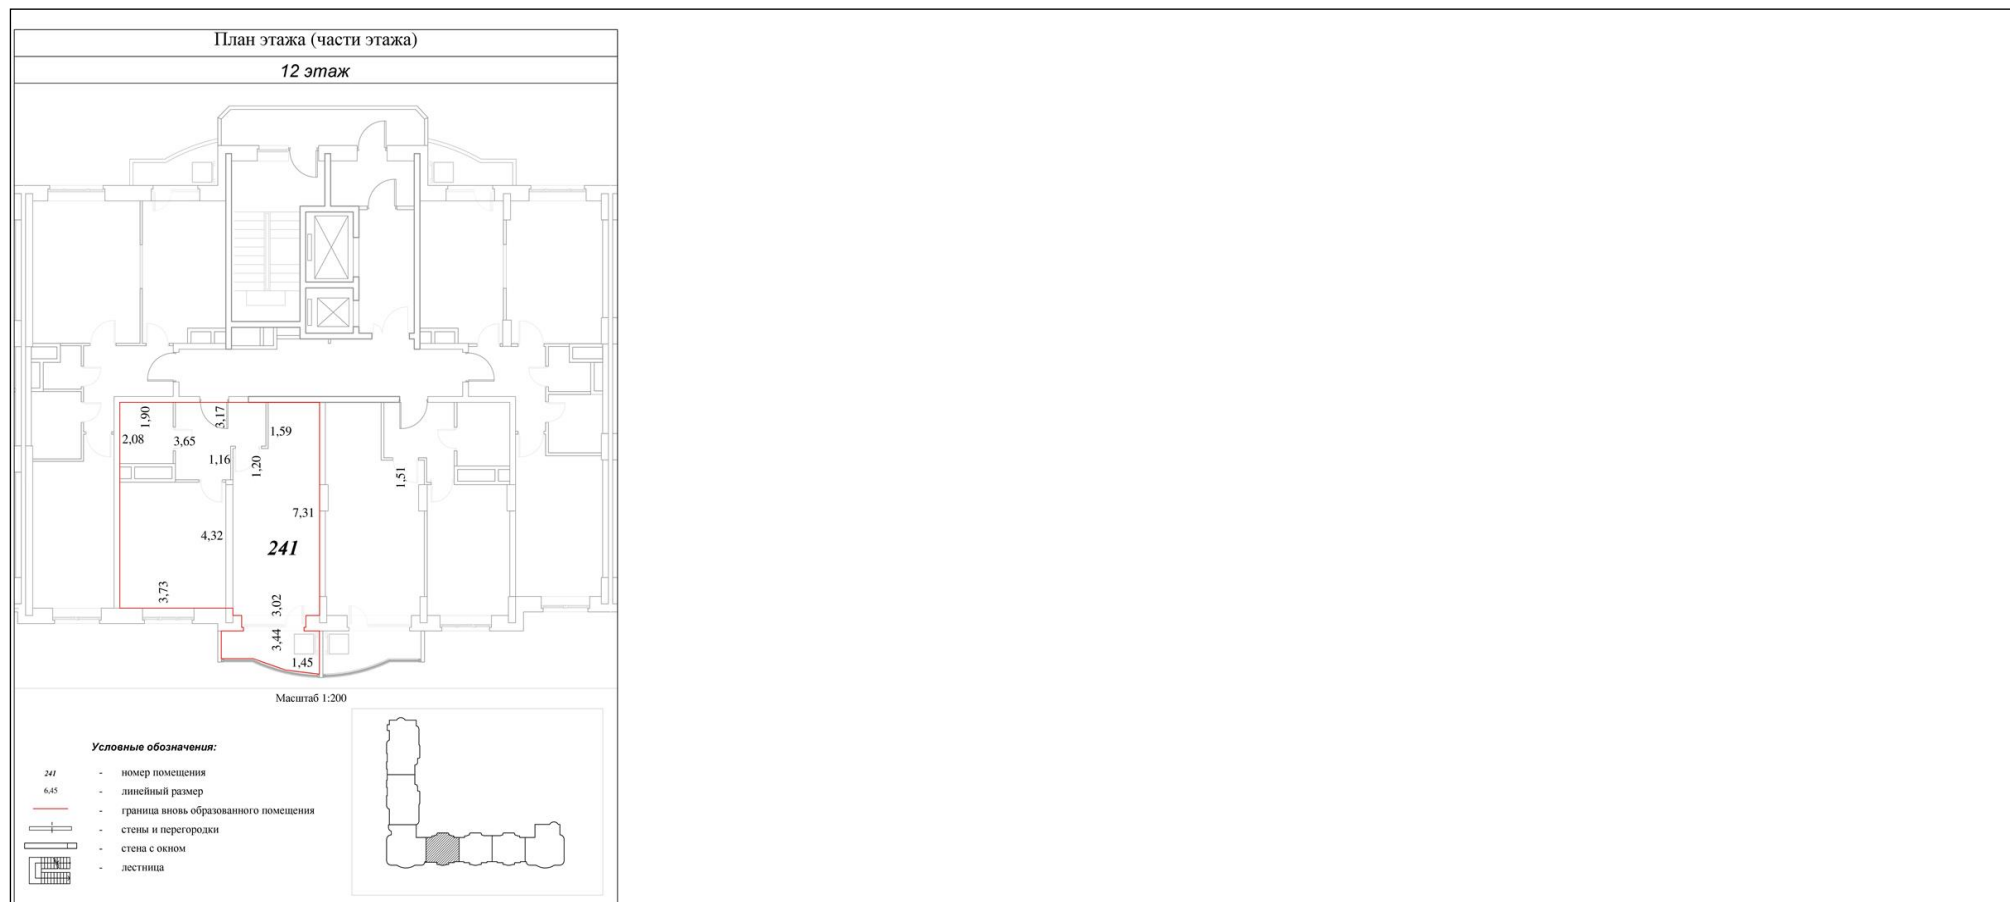 План этажа (части этажа)
12 этаж
1,90
3,17
1,59
2,08
3,65
1,16
1,20
1,51
7,31
4,32
241
3,73
3,02
3,44
1,45
Масштаб 1:200
Условные обозначения:
241 - номер помещения
6,45 - линейный размер
- граница вновь образованного помещения
- стены и перегородки
- стена с окном
- лестница